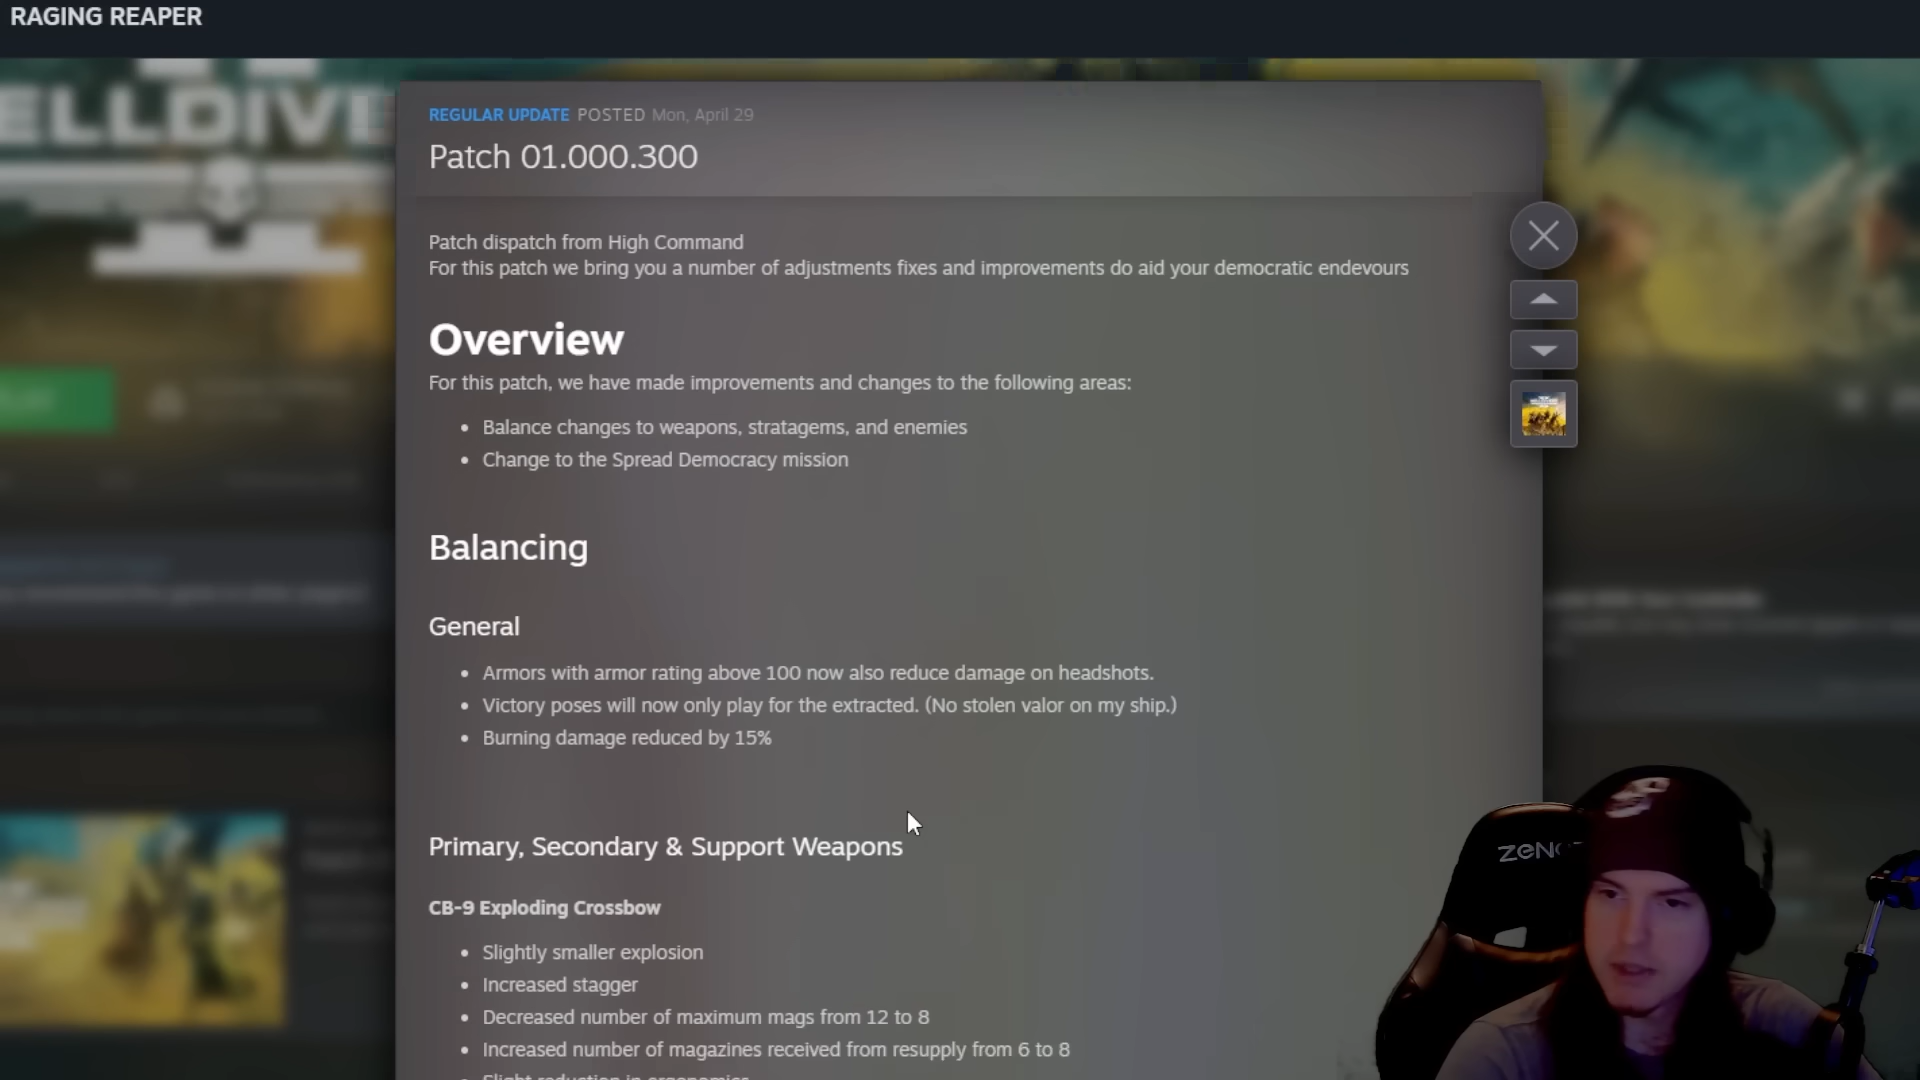 RAGING REAPER
ELLDIVE
REGULAR UPDATE POSTED Mon, April 29
Patch 01.000.300
Patch dispatch from High Command
For this patch we bring you a number of adjustments fixes and improvements do aid your democratic endevours
Overview
For this patch, we have made improvements and changes to the following areas:
• Balance changes to weapons, stratagems, and enemies
• Change to the Spread Democracy mission
Balancing
General
• Armors with armor rating above 100 now also reduce damage on headshots.
• Victory poses will now only play for the extracted. (No stolen valor on my ship.)
• Burning damage reduced by 15%
Primary, Secondary & Support Weapons
CB-9 Exploding Crossbow
• Slightly smaller explosion
• Increased stagger
• Decreased number of maximum mags from 12 to 8
• Increased number of magazines received from resupply from 6 to 8
• Slight reduction in ergonomics